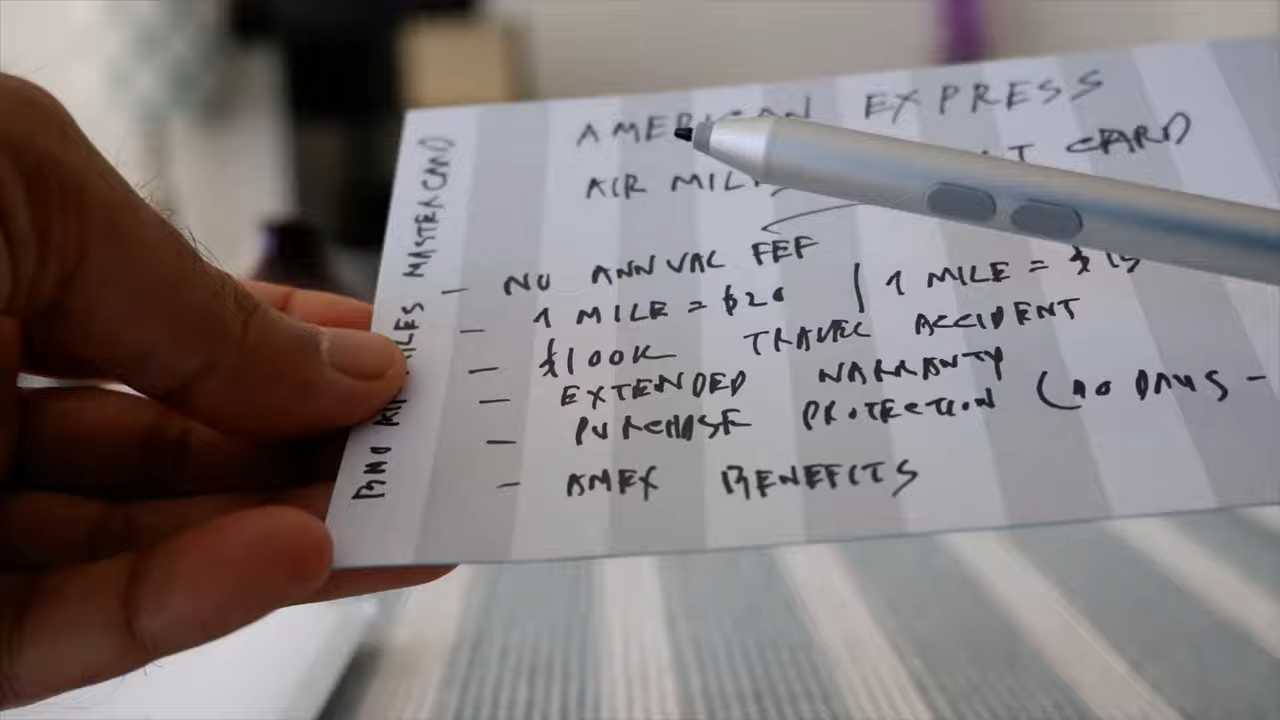 AMERICAN EXPRESS
AIR MIL CARD
- NO ANNUAL FEE
- 1 MILE = $20 | 1 MILE = $15
- $100K TRAVEL ACCIDENT
- EXTENDED WARRANTY
- PURCHASE PROTECTION (90 DAYS -
- AMEX BENEFITS
BMO AIR MILES MASTERCARD